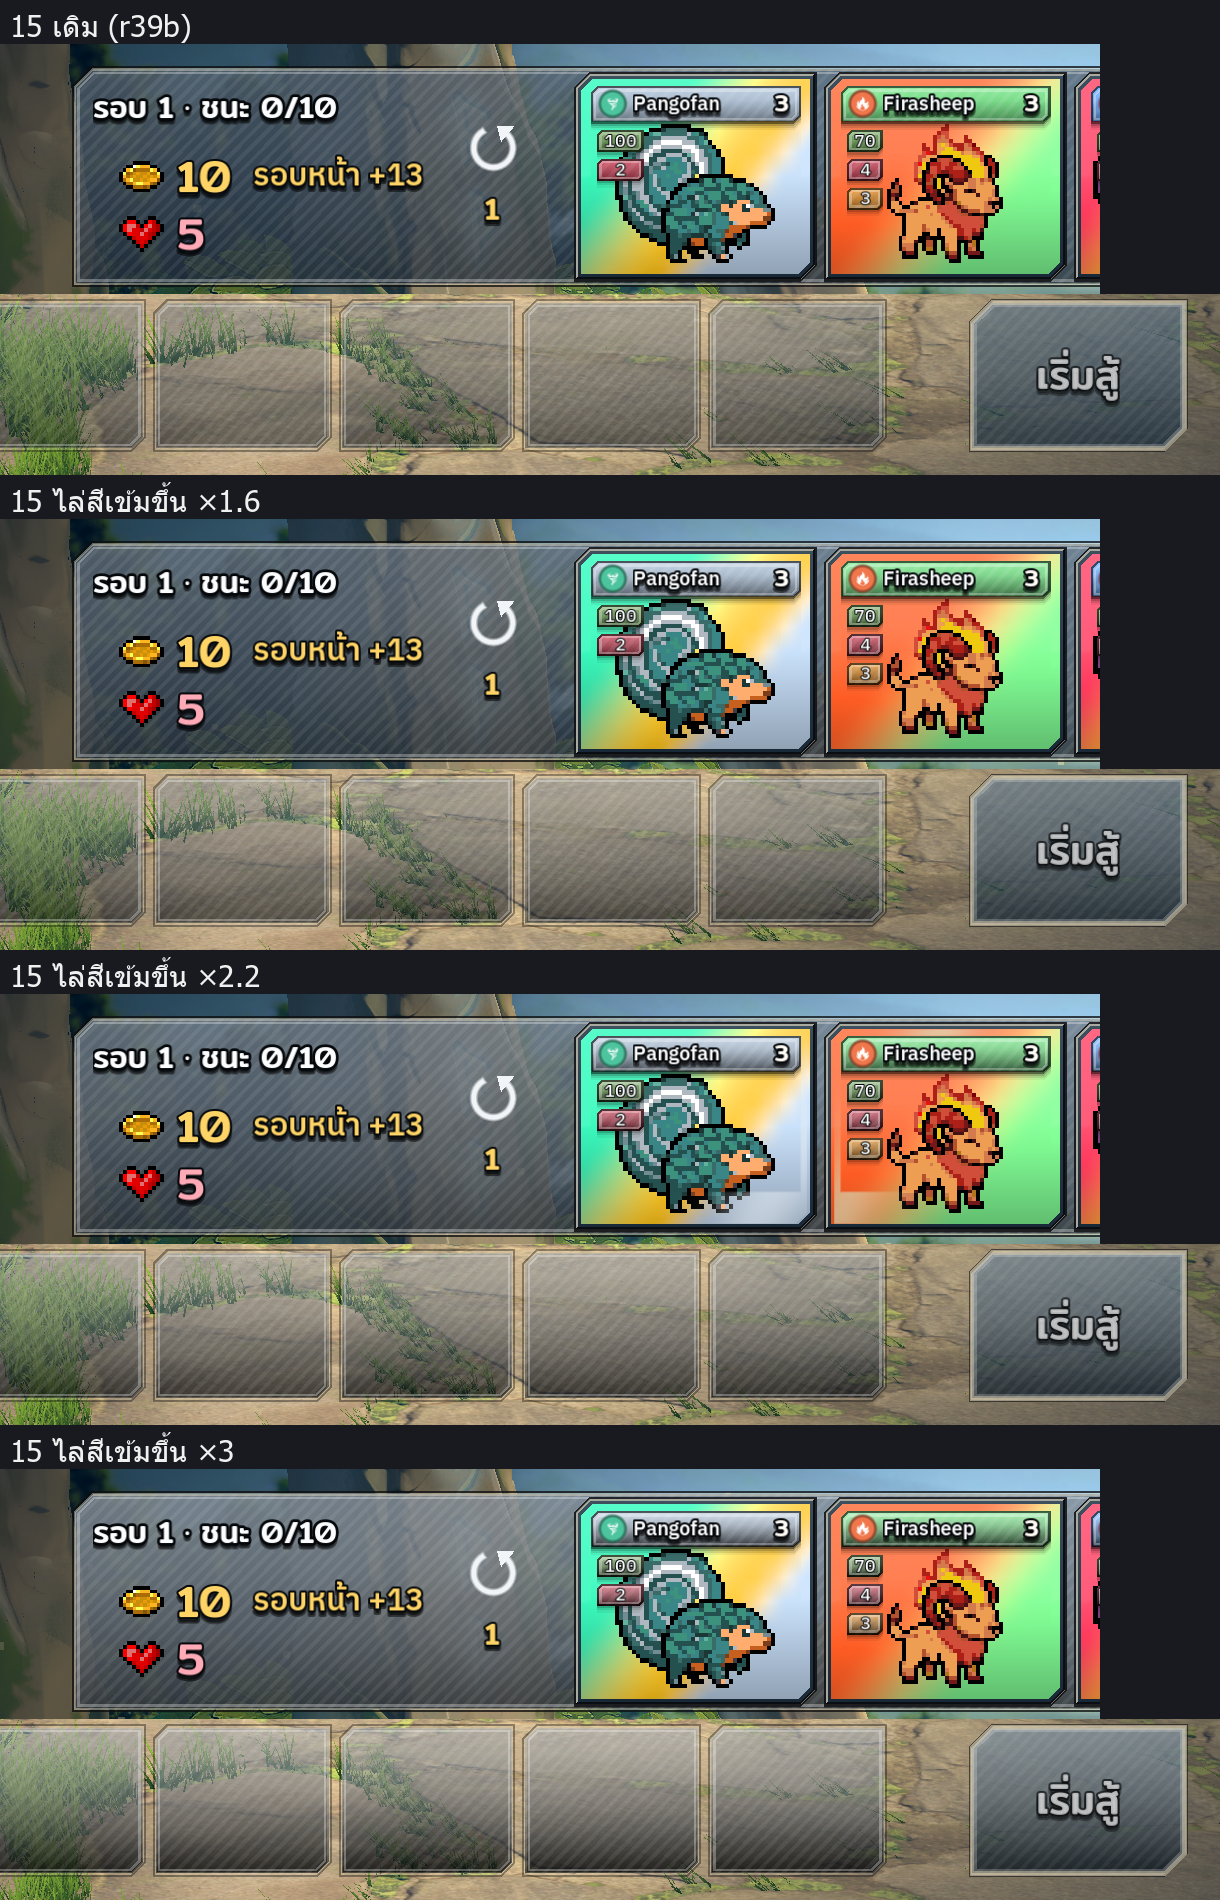 15 เดิม (r39b)
รอบ 1 · ชนะ 0/10
10 รอบหน้า +13
5
1
Pangofan 3
100
2
Firasheep 3
70
4
3
เริ่มสู้
15 ไล่สีเข้มขึ้น ×1.6
รอบ 1 · ชนะ 0/10
10 รอบหน้า +13
5
1
Pangofan 3
100
2
Firasheep 3
70
4
3
เริ่มสู้
15 ไล่สีเข้มขึ้น ×2.2
รอบ 1 · ชนะ 0/10
10 รอบหน้า +13
5
1
Pangofan 3
100
2
Firasheep 3
70
4
3
เริ่มสู้
15 ไล่สีเข้มขึ้น ×3
รอบ 1 · ชนะ 0/10
10 รอบหน้า +13
5
1
Pangofan 3
100
2
Firasheep 3
70
4
3
เริ่มสู้